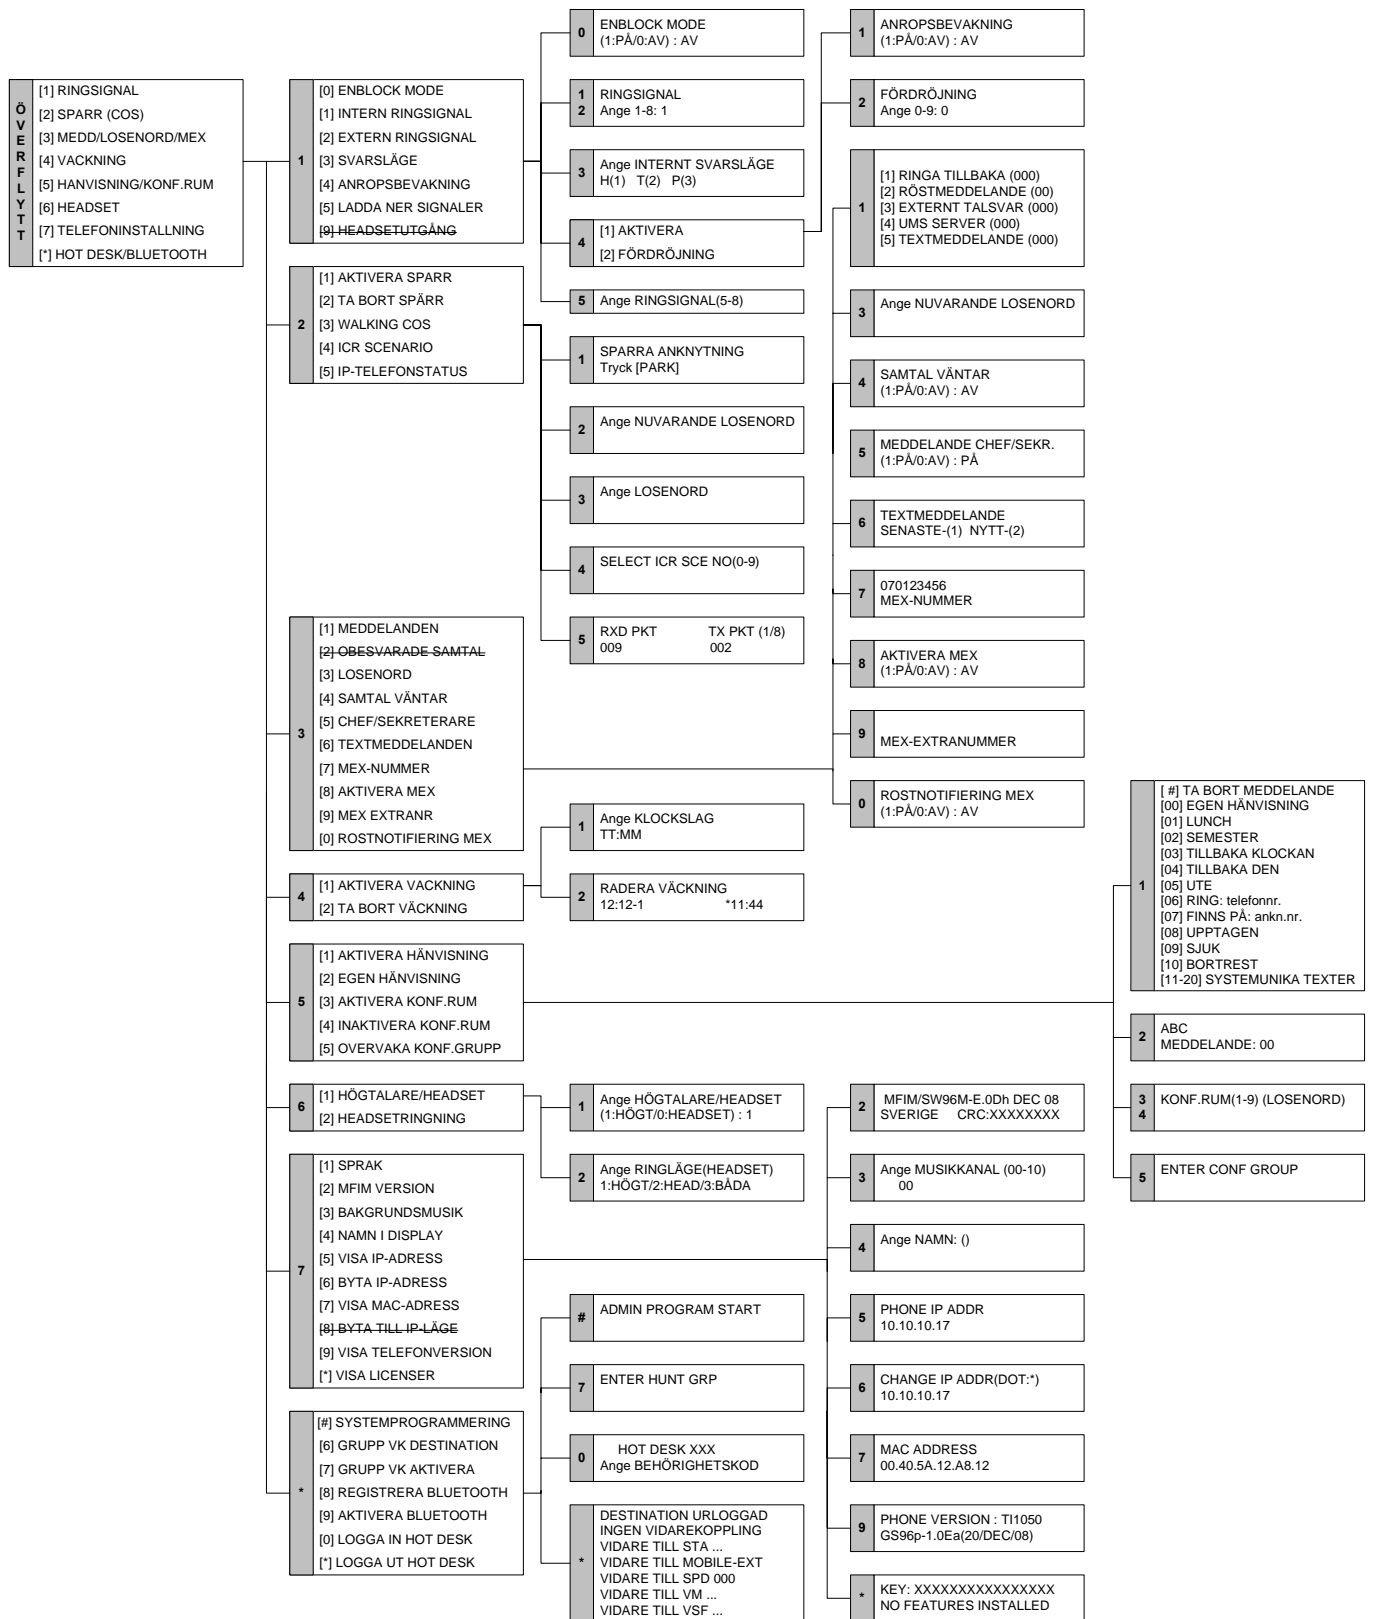 ÖVERFLYTT
[1] RINGSIGNAL
[2] SPARR (COS)
[3] MEDD/LOSENORD/MEX
[4] VACKNING
[5] HANVISNING/KONF.RUM
[6] HEADSET
[7] TELEFONINSTALLNING
[*] HOT DESK/BLUETOOTH
1
[0] ENBLOCK MODE
[1] INTERN RINGSIGNAL
[2] EXTERN RINGSIGNAL
[3] SVARSLÄGE
[4] ANROPSBEVAKNING
[5] LADDA NER SIGNALER
[9] HEADSETUTGÅNG
0
ENBLOCK MODE
(1:PÅ/0:AV) : AV
1
2
RINGSIGNAL
Ange 1-8: 1
3
Ange INTERNT SVARSLÄGE
H(1) T(2) P(3)
4
[1] AKTIVERA
[2] FÖRDRÖJNING
5
Ange RINGSIGNAL(5-8)
1
ANROPSBEVAKNING
(1:PÅ/0:AV) : AV
2
FÖRDRÖJNING
Ange 0-9: 0
2
[1] AKTIVERA SPARR
[2] TA BORT SPÄRR
[3] WALKING COS
[4] ICR SCENARIO
[5] IP-TELEFONSTATUS
1
SPARRA ANKNYTNING
Tryck [PARK]
2
Ange NUVARANDE LOSENORD
3
Ange LOSENORD
4
SELECT ICR SCE NO(0-9)
5
RXD PKT TX PKT (1/8)
009 002
3
[1] MEDDELANDEN
[2] OBESVARADE SAMTAL
[3] LOSENORD
[4] SAMTAL VÄNTAR
[5] CHEF/SEKRETERARE
[6] TEXTMEDDELANDEN
[7] MEX-NUMMER
[8] AKTIVERA MEX
[9] MEX EXTRANR
[0] ROSTNOTIFIERING MEX
1
[1] RINGA TILLBAKA (000)
[2] RÖSTMEDDELANDE (00)
[3] EXTERNT TALSVAR (000)
[4] UMS SERVER (000)
[5] TEXTMEDDELANDE (000)
3
Ange NUVARANDE LOSENORD
4
SAMTAL VÄNTAR
(1:PÅ/0:AV) : AV
5
MEDDELANDE CHEF/SEKR.
(1:PÅ/0:AV) : PÅ
6
TEXTMEDDELANDE
SENASTE-(1) NYTT-(2)
7
070123456
MEX-NUMMER
8
AKTIVERA MEX
(1:PÅ/0:AV) : AV
9
MEX-EXTRANUMMER
0
ROSTNOTIFIERING MEX
(1:PÅ/0:AV) : AV
4
[1] AKTIVERA VACKNING
[2] TA BORT VÄCKNING
1
Ange KLOCKSLAG
TT:MM
2
RADERA VÄCKNING
12:12-1 *11:44
5
[1] AKTIVERA HÄNVISNING
[2] EGEN HÄNVISNING
[3] AKTIVERA KONF.RUM
[4] INAKTIVERA KONF.RUM
[5] OVERVAKA KONF.GRUPP
1
[ #] TA BORT MEDDELANDE
[00] EGEN HÄNVISNING
[01] LUNCH
[02] SEMESTER
[03] TILLBAKA KLOCKAN
[04] TILLBAKA DEN
[05] UTE
[06] RING: telefonnr.
[07] FINNS PÅ: ankn.nr.
[08] UPPTAGEN
[09] SJUK
[10] BORTREST
[11-20] SYSTEMUNIKA TEXTER
2
ABC
MEDDELANDE: 00
3
4
KONF.RUM(1-9) (LOSENORD)
5
ENTER CONF GROUP
6
[1] HÖGTALARE/HEADSET
[2] HEADSETRINGNING
1
Ange HÖGTALARE/HEADSET
(1:HÖGT/0:HEADSET) : 1
2
Ange RINGLÄGE(HEADSET)
1:HÖGT/2:HEAD/3:BÅDA
7
[1] SPRAK
[2] MFIM VERSION
[3] BAKGRUNDSMUSIK
[4] NAMN I DISPLAY
[5] VISA IP-ADRESS
[6] BYTA IP-ADRESS
[7] VISA MAC-ADRESS
[8] BYTA TILL IP-LÄGE
[9] VISA TELEFONVERSION
[*] VISA LICENSER
2
MFIM/SW96M-E.0Dh DEC 08
SVERIGE CRC:XXXXXXXX
3
Ange MUSIKKANAL (00-10)
00
4
Ange NAMN: ()
5
PHONE IP ADDR
10.10.10.17
6
CHANGE IP ADDR(DOT:*)
10.10.10.17
7
MAC ADDRESS
00.40.5A.12.A8.12
9
PHONE VERSION : TI1050
GS96p-1.0Ea(20/DEC/08)
*
KEY: XXXXXXXXXXXXXXXX
NO FEATURES INSTALLED
*
[#] SYSTEMPROGRAMMERING
[6] GRUPP VK DESTINATION
[7] GRUPP VK AKTIVERA
[8] REGISTRERA BLUETOOTH
[9] AKTIVERA BLUETOOTH
[0] LOGGA IN HOT DESK
[*] LOGGA UT HOT DESK
#
ADMIN PROGRAM START
7
ENTER HUNT GRP
0
HOT DESK XXX
Ange BEHÖRIGHETSKOD
*
DESTINATION URLOGGAD
INGEN VIDAREKOPPLING
VIDARE TILL STA ...
VIDARE TILL MOBILE-EXT
VIDARE TILL SPD 000
VIDARE TILL VM ...
VIDARE TILL VSF ...